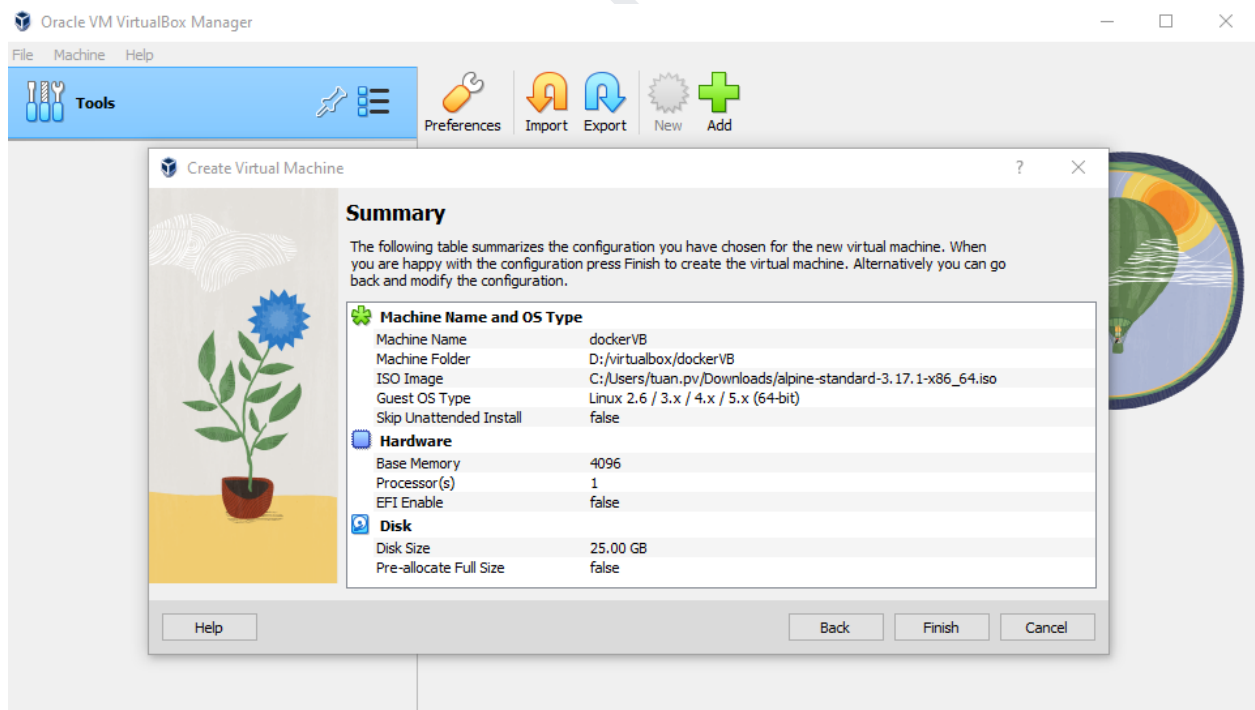 Oracle VM VirtualBox Manager
File Machine Help
Tools
Preferences Import Export New Add
Create Virtual Machine
?
Summary
The following table summarizes the configuration you have chosen for the new virtual machine. When
you are happy with the configuration press Finish to create the virtual machine. Alternatively you can go
back and modify the configuration.
Machine Name and OS Type
Machine Name dockerVB
Machine Folder D:/virtualbox/dockerVB
ISO Image C:/Users/tuan.pv/Downloads/alpine-standard-3.17.1-x86_64.iso
Guest OS Type Linux 2.6 / 3.x / 4.x / 5.x (64-bit)
Skip Unattended Install false
Hardware
Base Memory 4096
Processor(s) 1
EFI Enable false
Disk
Disk Size 25.00 GB
Pre-allocate Full Size false
Help Back Finish Cancel